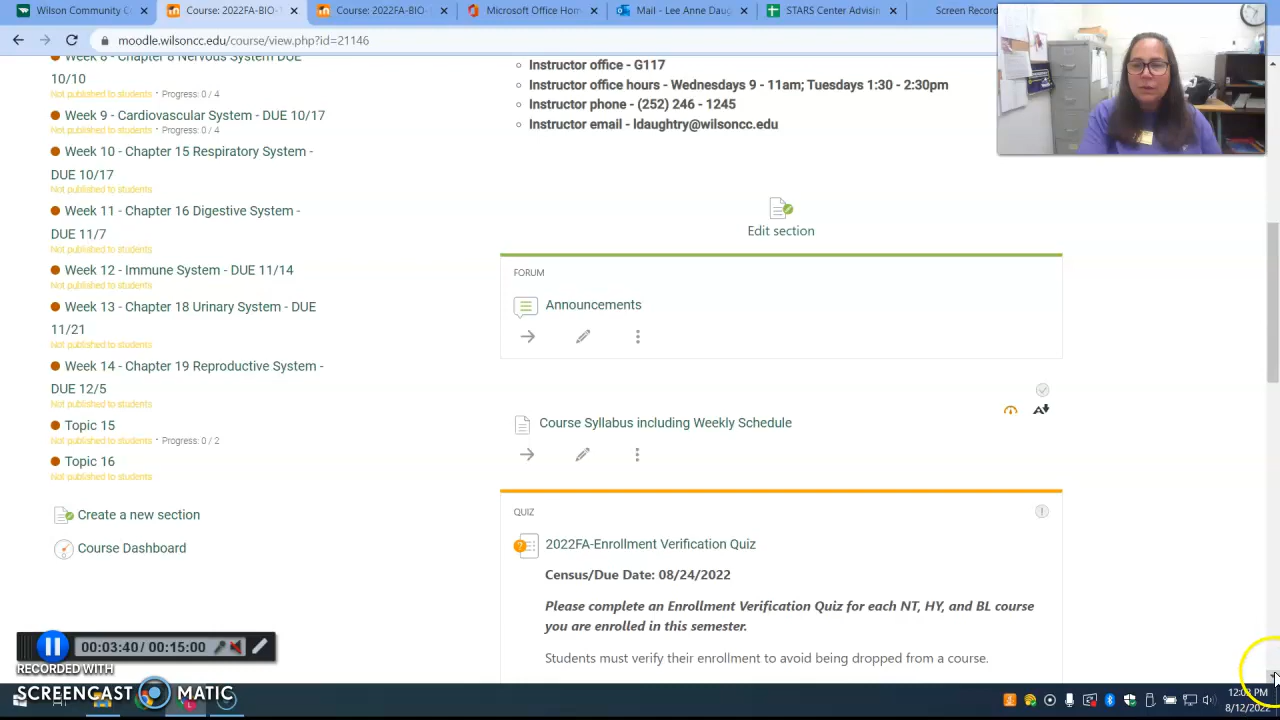 Wilson Community C
Course: 2022FA-BIO-
Course: 2022FA-BIO-
Microsoft Office Hom
Mail - Lee Anne Daug
STARS Center Advisin
Screen Record
moodle.wilsoncc.edu/course/view.php?id=21146
Week 8 - Chapter 8 Nervous System DUE
10/10
Not published to students • Progress: 0 / 4
Week 9 - Cardiovascular System - DUE 10/17
Not published to students • Progress: 0 / 4
Week 10 - Chapter 15 Respiratory System -
DUE 10/17
Not published to students
Week 11 - Chapter 16 Digestive System -
DUE 11/7
Not published to students
Week 12 - Immune System - DUE 11/14
Not published to students
Week 13 - Chapter 18 Urinary System - DUE
11/21
Not published to students
Week 14 - Chapter 19 Reproductive System -
DUE 12/5
Not published to students
Topic 15
Not published to students • Progress: 0 / 2
Topic 16
Not published to students
Create a new section
Course Dashboard
Instructor office - G117
Instructor office hours - Wednesdays 9 - 11am; Tuesdays 1:30 - 2:30pm
Instructor phone - (252) 246 - 1245
Instructor email - ldaughtry@wilsoncc.edu
Edit section
FORUM
Announcements
Course Syllabus including Weekly Schedule
QUIZ
2022FA-Enrollment Verification Quiz
Census/Due Date: 08/24/2022
Please complete an Enrollment Verification Quiz for each NT, HY, and BL course
you are enrolled in this semester.
Students must verify their enrollment to avoid being dropped from a course.
00:03:40 / 00:15:00
RECORDED WITH
SCREENCAST MATIC
PM
8/12/2022